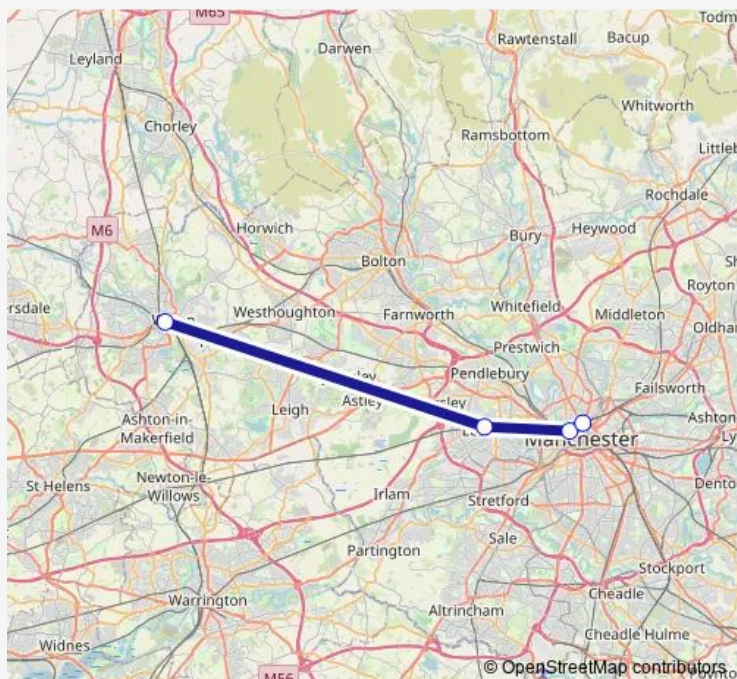 M65
Todm
Leyland
Darwen
Rawtenstall
Bacup
Whitworth
Chorley
Ramsbottom
Littleb
Rochdale
M6
Horwich
Bury
Heywood
Bolton
Royton
ersdale
Westhoughton
Farnworth
Whitefield
Middleton
Oldha
Prestwich
Pendlebury
Failsworth
Astley
Leigh
Ashton-in-
Makerfield
Manchester
Ashton
Newton-le-
Willows
St Helens
Irlam
Stretford
Dento
Sale
Partington
Stockport
Warrington
Altrincham
Cheadle
Widnes
Cheadle Hulme
M56
© OpenStreetMap contributors